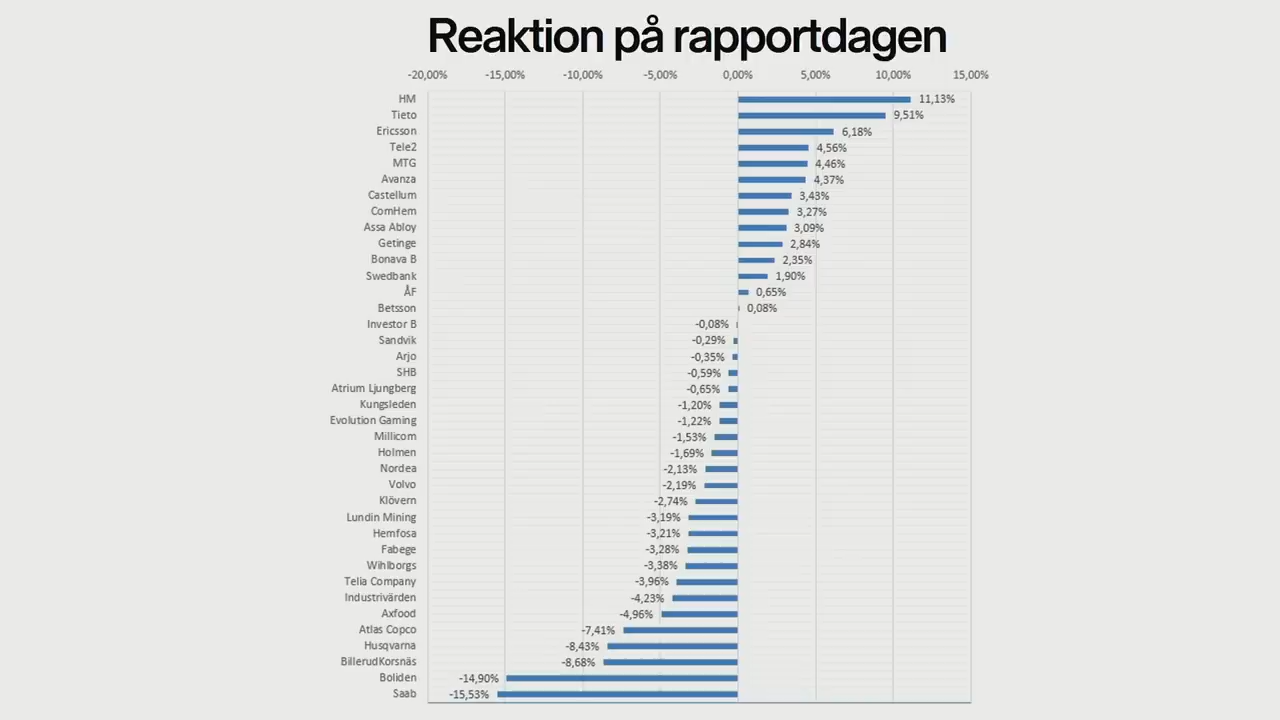 Reaktion på rapportdagen
-20,00% -15,00% -10,00% -5,00% 0,00% 5,00% 10,00% 15,00%
HM 11,13%
Tieto 9,51%
Ericsson 6,18%
Tele2 4,56%
MTG 4,46%
Avanza 4,37%
Castellum 3,43%
ComHem 3,27%
Assa Abloy 3,09%
Getinge 2,84%
Bonava B 2,35%
Swedbank 1,90%
ÅF 0,65%
Betsson 0,08%
Investor B -0,08%
Sandvik -0,29%
Arjo -0,35%
SHB -0,59%
Atrium Ljungberg -0,65%
Kungsleden -1,20%
Evolution Gaming -1,22%
Millicom -1,53%
Holmen -1,69%
Nordea -2,13%
Volvo -2,19%
Klövern -2,74%
Lundin Mining -3,19%
Hemfosa -3,21%
Fabege -3,28%
Wihlborgs -3,38%
Telia Company -3,96%
Industrivärden -4,23%
Axfood -4,96%
Atlas Copco -7,41%
Husqvarna -8,43%
BillerudKorsnäs -8,68%
Boliden -14,90%
Saab -15,53%